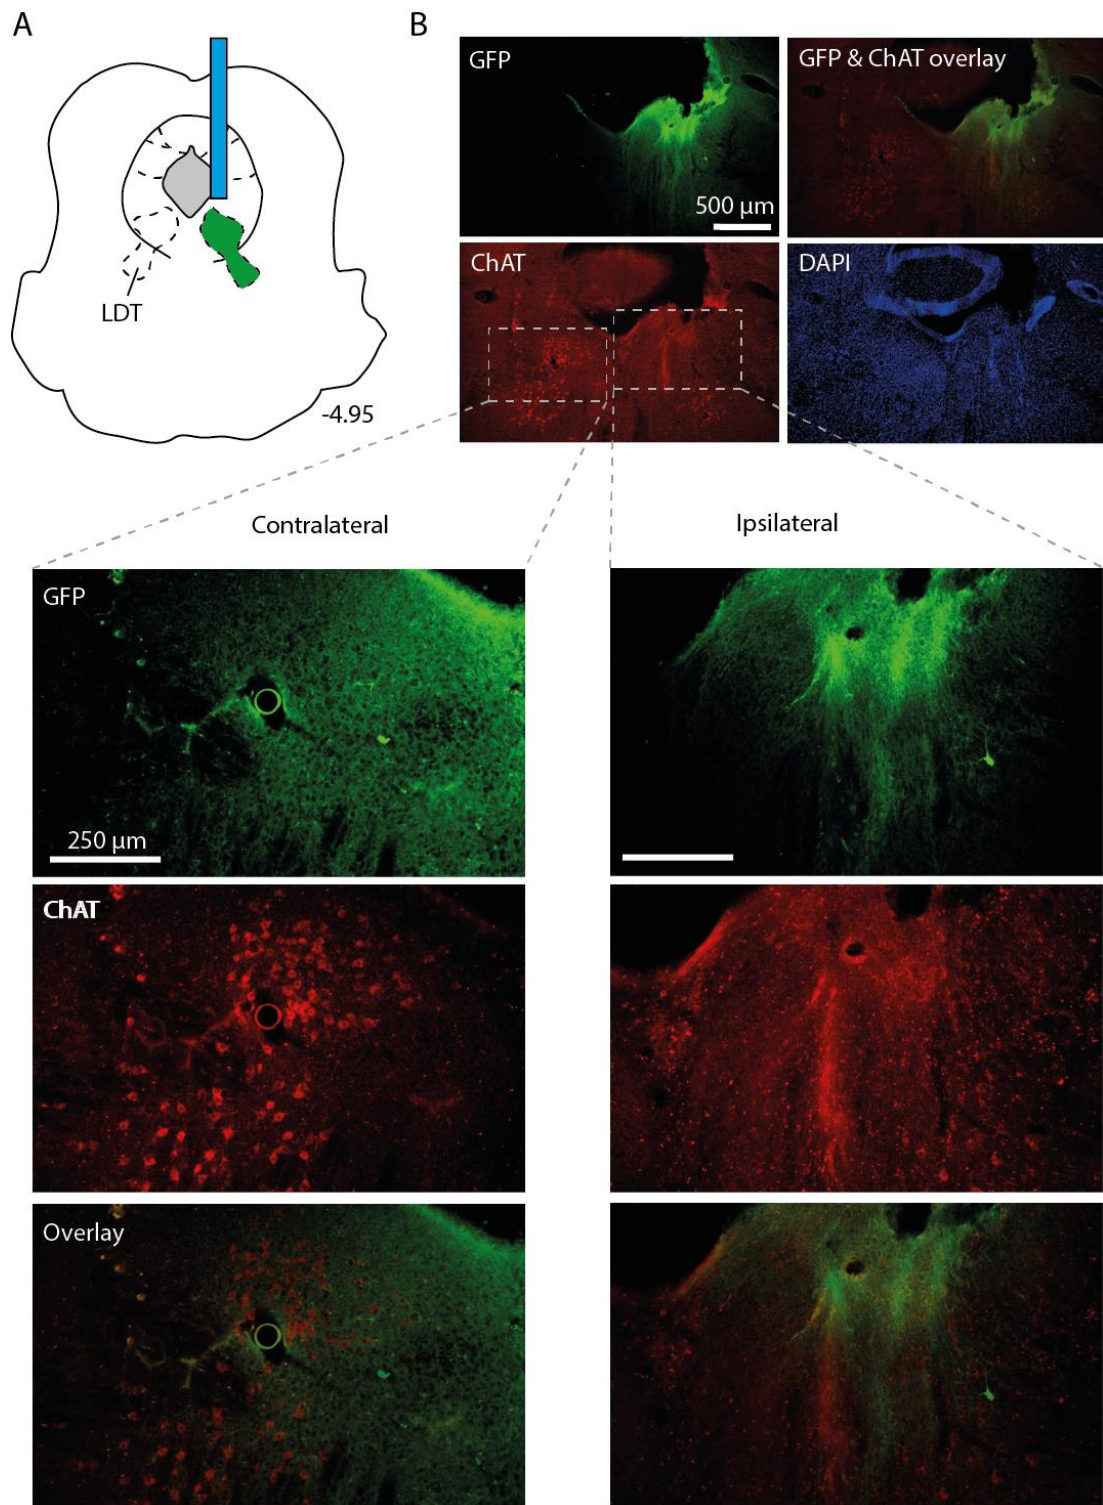 A
LDT
-4.95
B
GFP
500 µm
GFP & ChAT overlay
ChAT
DAPI
Contralateral
Ipsilateral
GFP
250 µm
ChAT
Overlay